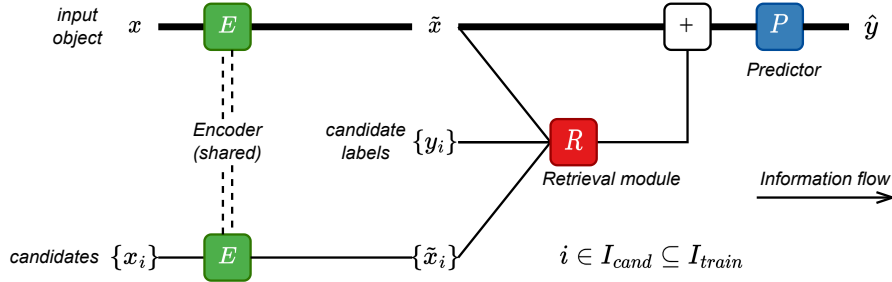 input object
x
E
x̃
+
P
ŷ
Predictor
Encoder (shared)
candidate labels
{y_i}
R
Retrieval module
Information flow
candidates
{x_i}
E
{x̃_i}
i ∈ I_cand ⊆ I_train